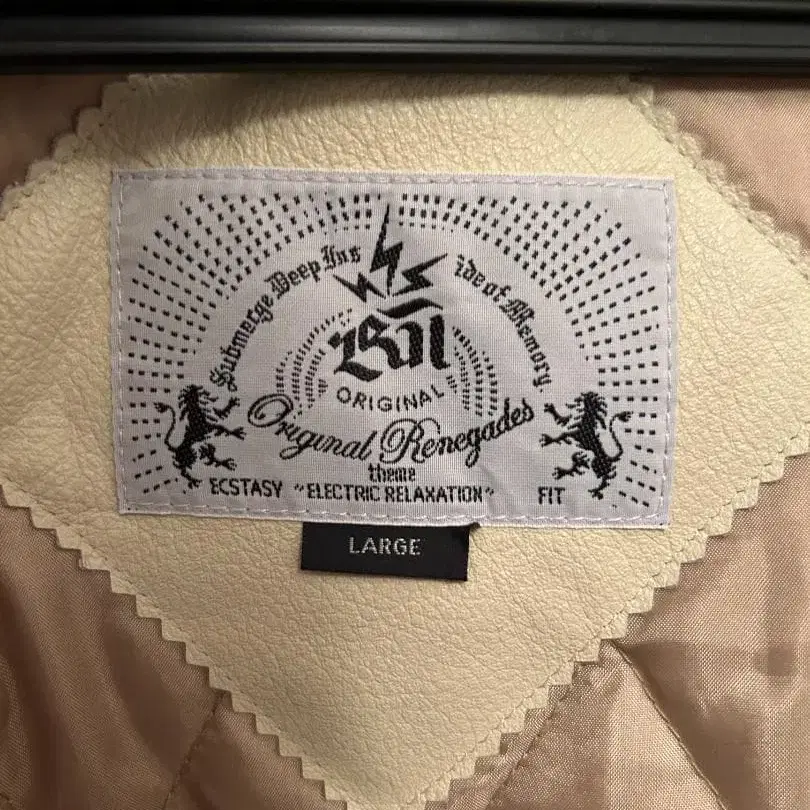 Submerge Deep Ins ide of Memory
ORIGINAL
Original Renegades
theme
ECSTASY "ELECTRIC RELAXATION" FIT
LARGE